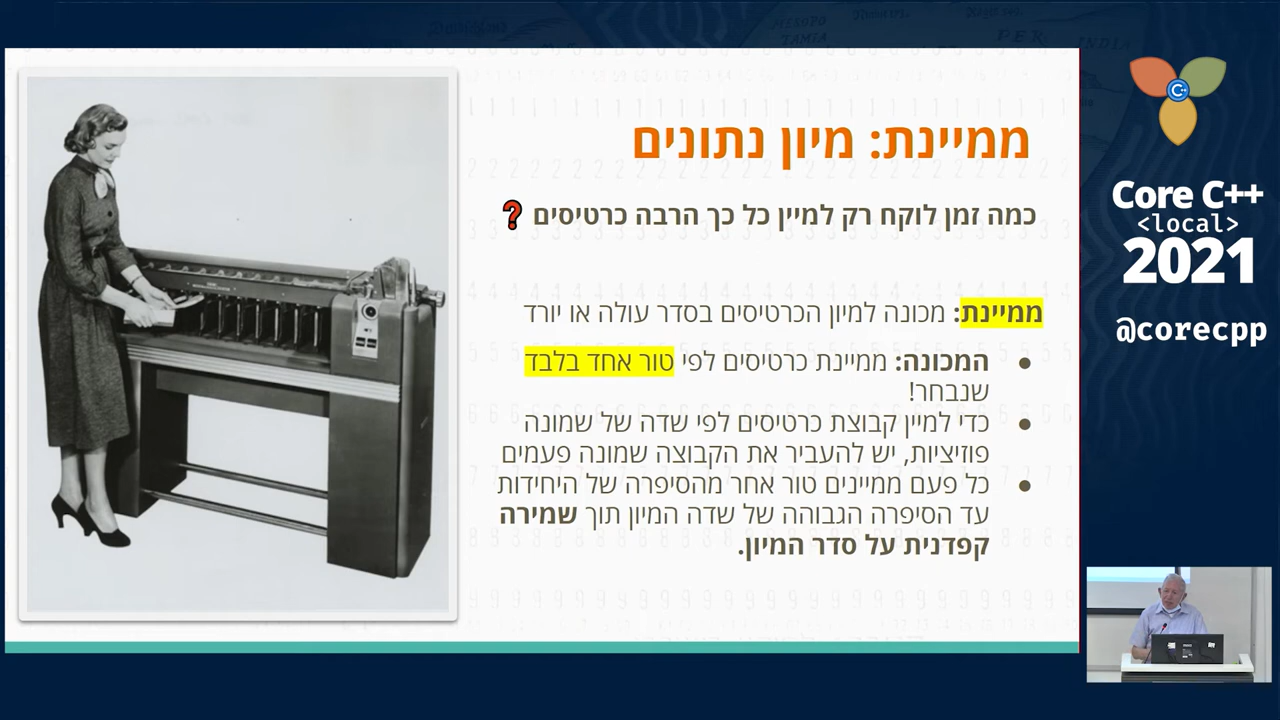 ממיינת: מיון נתונים
כמה זמן לוקח רק למיין כל כך הרבה כרטיסים ❓
ממיינת: מכונה למיון הכרטיסים בסדר עולה או יורד
● המכונה: ממיינת כרטיסים לפי טור אחד בלבד
שנבחר!
● כדי למיין קבוצת כרטיסים לפי שדה של שמונה
פוזיציות, יש להעביר את הקבוצה שמונה פעמים
● כל פעם ממיינים טור אחר מהסיפרה של היחידות
עד הסיפרה הגבוהה של שדה המיון תוך שמירה
קפדנית על סדר המיון.
C++
Core C++
<local>
2021
@corecpp
PER
INDIA